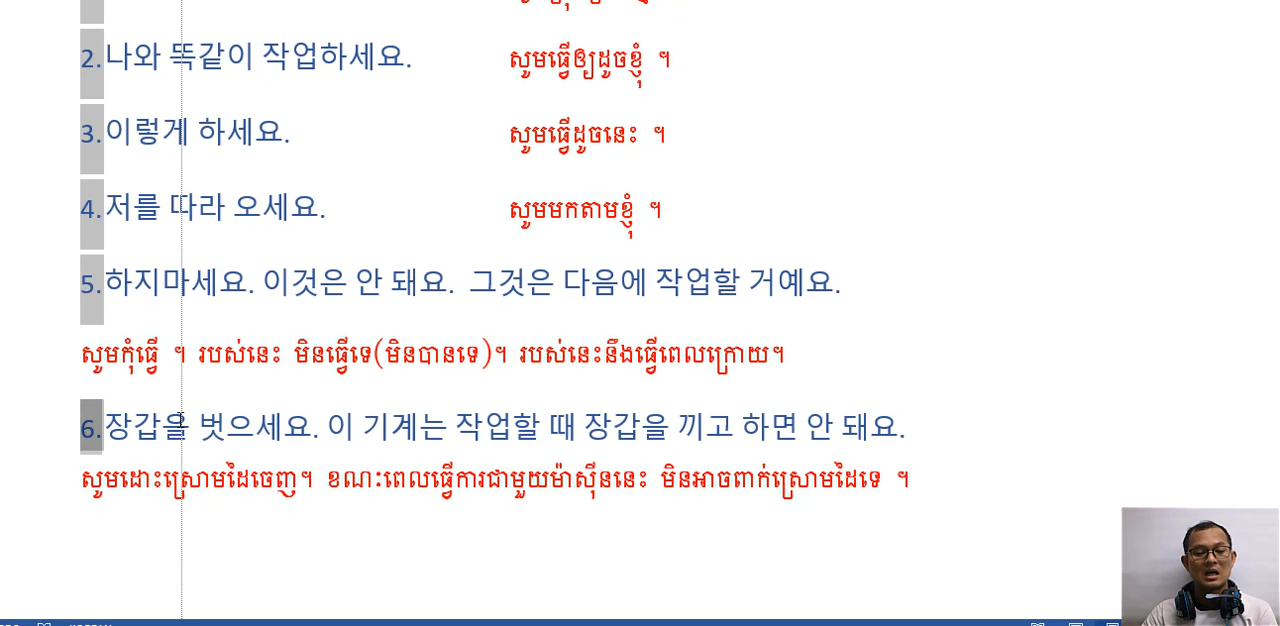 2.나와 똑같이 작업하세요. សូមធ្វើឲ្យដូចខ្ញុំ ។
3.이렇게 하세요. សូមធ្វើដូចនេះ ។
4.저를 따라 오세요. សូមមកតាមខ្ញុំ ។
5.하지마세요. 이것은 안 돼요. 그것은 다음에 작업할 거예요.
សូមកុំធ្វើ ។ របស់នេះ មិនធ្វើទេ(មិនបានទេ)។ របស់នេះនឹងធ្វើពេលក្រោយ។
6.장갑을 벗으세요. 이 기계는 작업할 때 장갑을 끼고 하면 안 돼요.
សូមដោះស្រោមដៃចេញ។ ខណៈពេលធ្វើការជាមួយម៉ាស៊ីននេះ មិនអាចពាក់ស្រោមដៃទេ ។